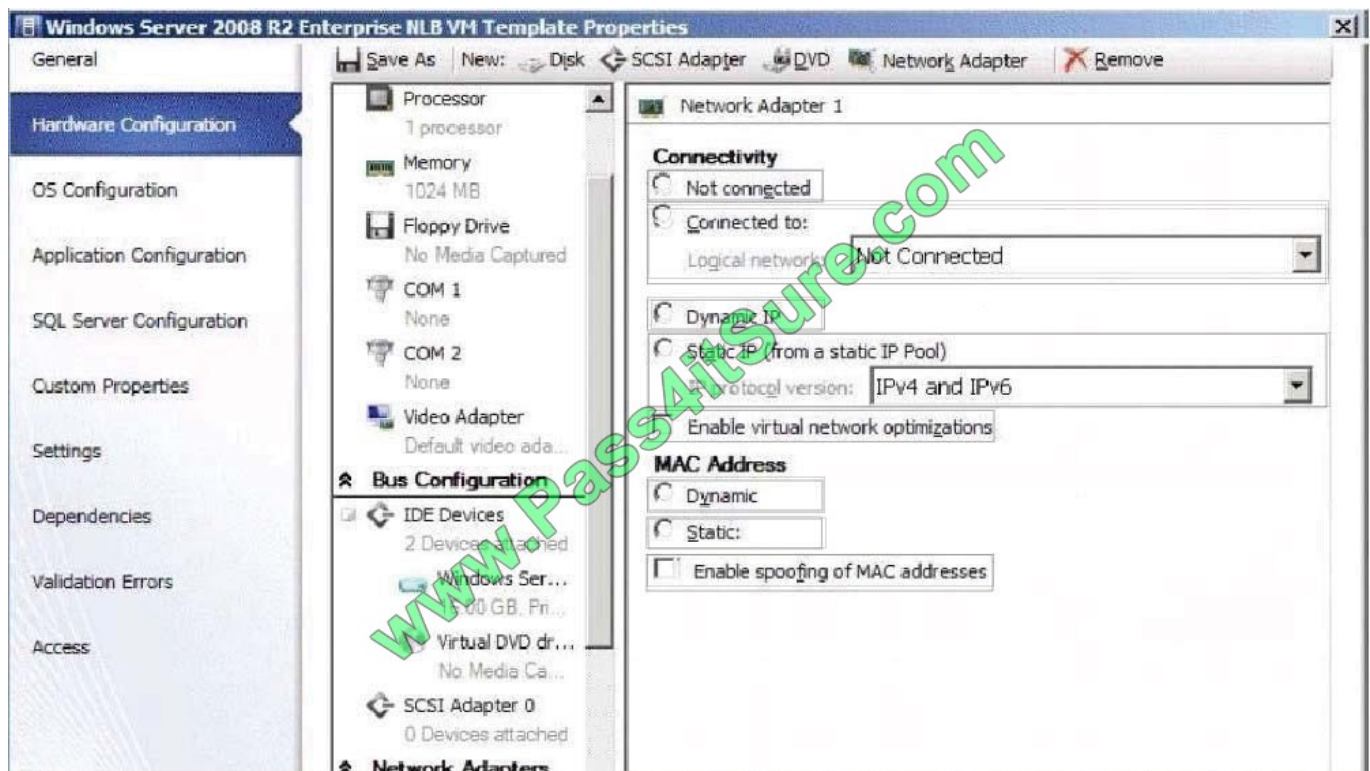 Windows Server 2008 R2 Enterprise NLB VM Template Properties
General
Hardware Configuration
OS Configuration
Application Configuration
SQL Server Configuration
Custom Properties
Settings
Dependencies
Validation Errors
Access
Save As New: Disk SCSI Adapter DVD Network Adapter Remove
Processor
1 processor
Memory
1024 MB
Floppy Drive
No Media Captured
COM 1
None
COM 2
None
Video Adapter
Default video ada...
Bus Configuration
IDE Devices
2 Devices attached
Windows Ser...
00 GB, Pri...
Virtual DVD dr...
No Media Ca...
SCSI Adapter 0
0 Devices attached
Network Adapters
Network Adapter 1
Connectivity
Not connected
Connected to:
Logical network: Not Connected
Dynamic IP
Static IP (from a static IP Pool)
IP protocol version: IPv4 and IPv6
Enable virtual network optimizations
MAC Address
Dynamic
Static:
Enable spoofing of MAC addresses
www.Pass4itSure.com